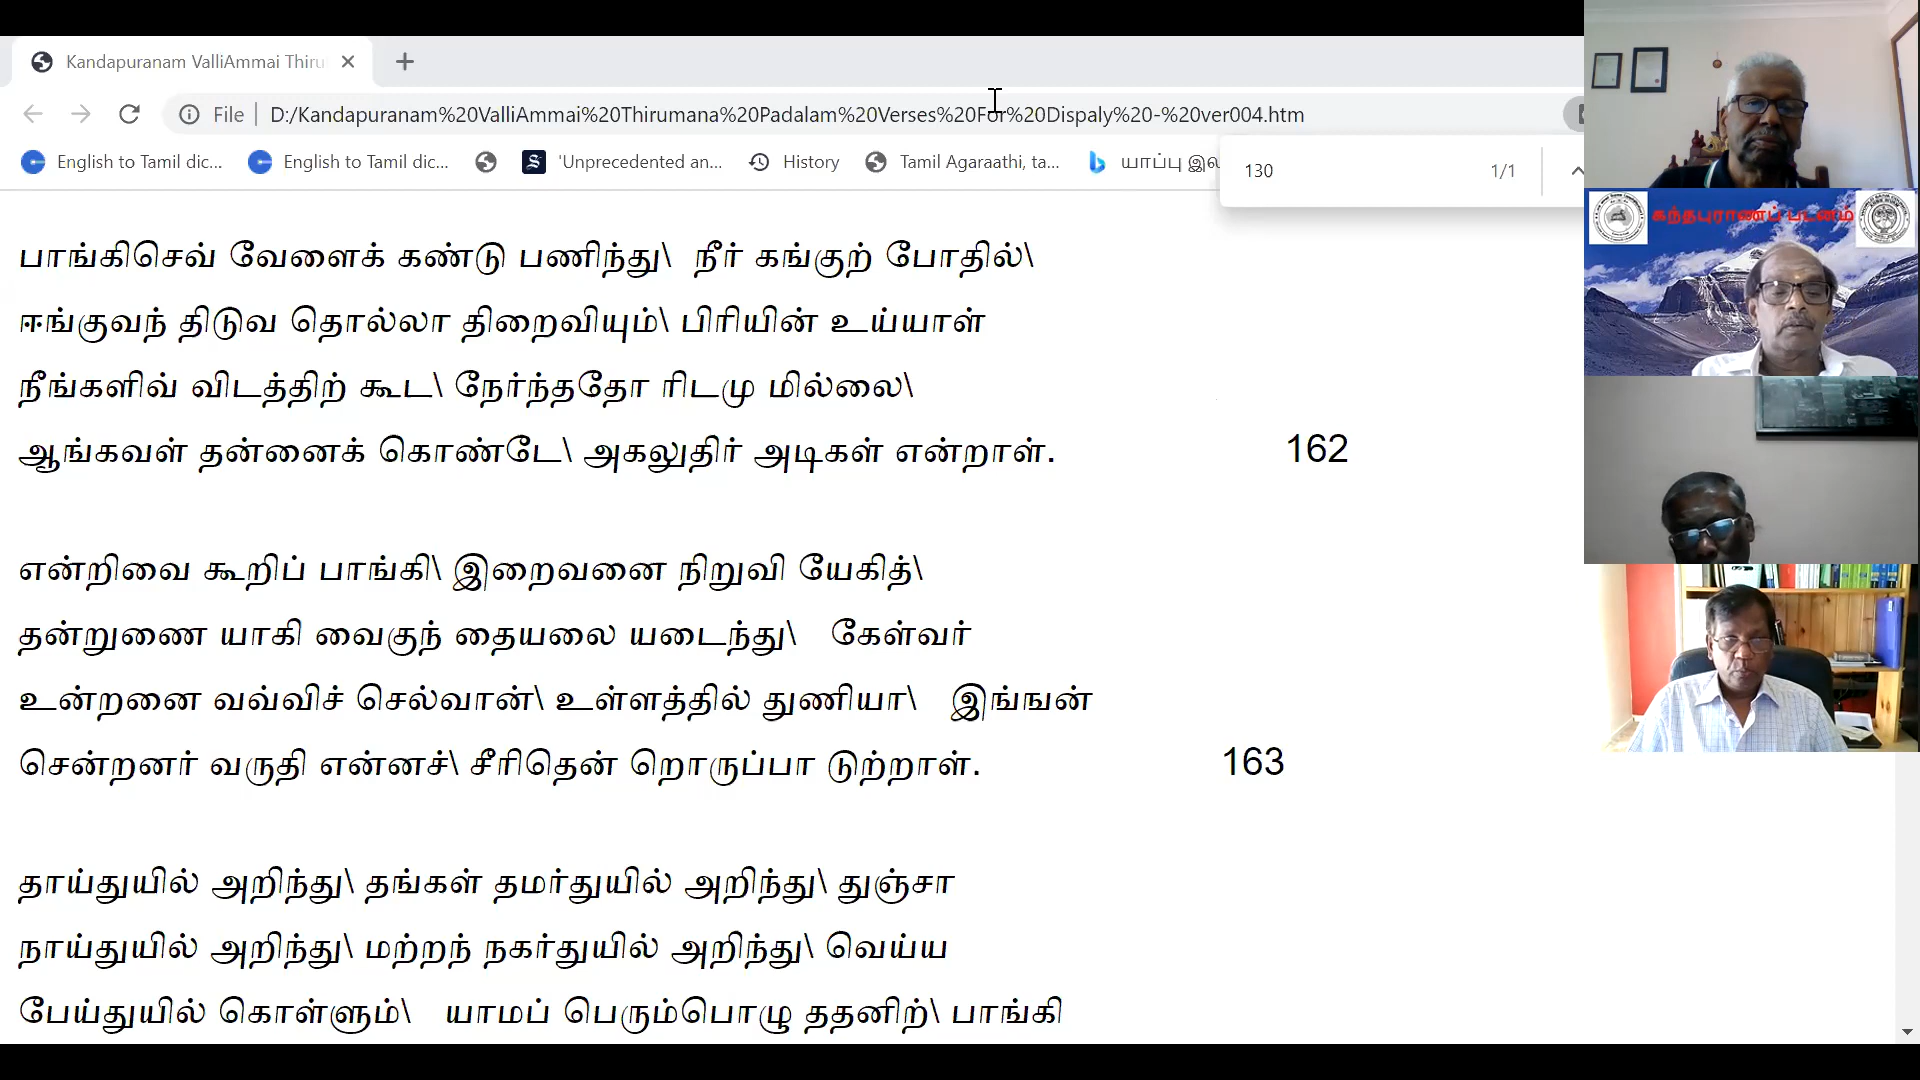 Kandapuranam ValliAmmai Thiru
File
D:/Kandapuranam%20ValliAmmai%20Thirumana%20Padalam%20Verses%20For%20Dispaly%20-%20ver004.htm
English to Tamil dic...
English to Tamil dic...
'Unprecedented an...
History
Tamil Agaraathi, ta...
யாப்பு இல
130
1/1
கந்தபுராணப் படனம்
பாங்கிசெவ் வேளைக் கண்டு பணிந்து\ நீர் கங்குற் போதில்\
ஈங்குவந் திடுவ தொல்லா திறைவியும்\ பிரியின் உய்யாள்
நீங்களிவ் விடத்திற் கூட\ நேர்ந்ததோ ரிடமு மில்லை\
ஆங்கவள் தன்னைக் கொண்டே\ அகலுதிர் அடிகள் என்றாள். 162
என்றிவை கூறிப் பாங்கி\ இறைவனை நிறுவி யேகித்\
தன்றுணை யாகி வைகுந் தையலை யடைந்து\ கேள்வர்
உன்றனை வவ்விச் செல்வான்\ உள்ளத்தில் துணியா\ இங்ஙன்
சென்றனர் வருதி என்னச்\ சீரிதென் றொருப்பா டுற்றாள். 163
தாய்துயில் அறிந்து\ தங்கள் தமர்துயில் அறிந்து\ துஞ்சா
நாய்துயில் அறிந்து\ மற்றந் நகர்துயில் அறிந்து\ வெய்ய
பேய்துயில் கொள்ளும்\ யாமப் பெரும்பொழு ததனிற்\ பாங்கி